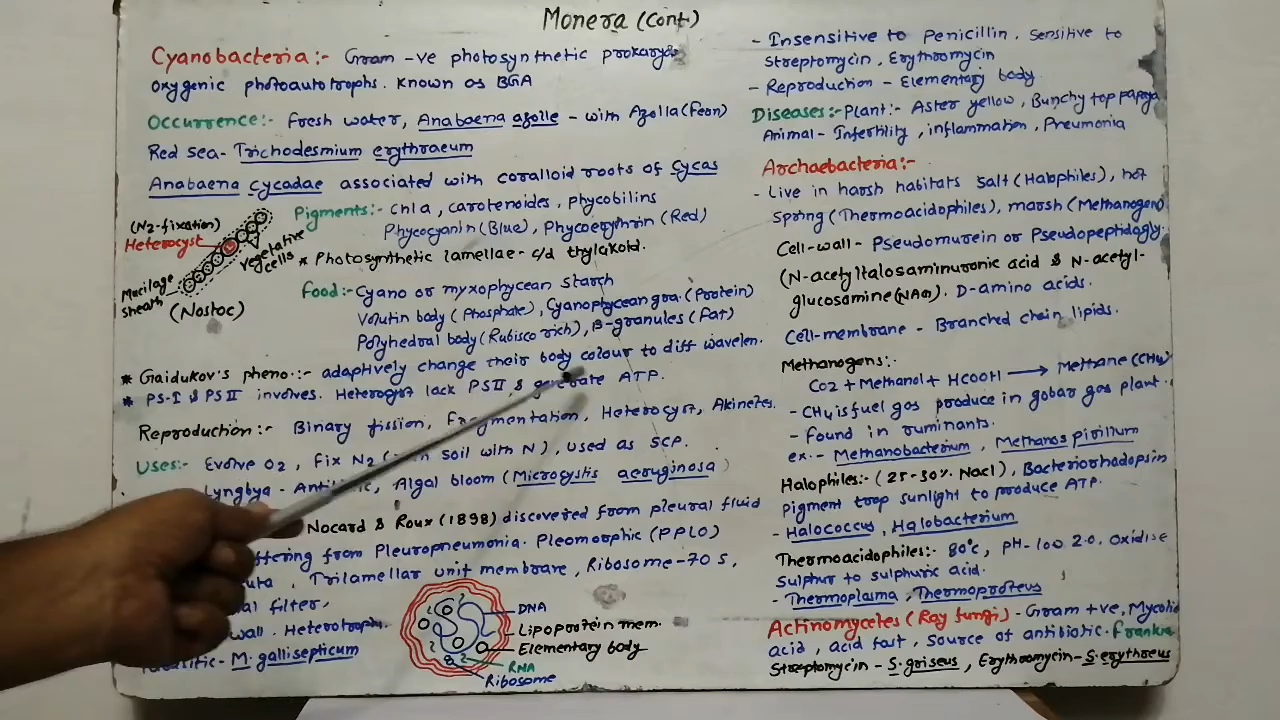 Monera (Cont)
Cyanobacteria :- Gram -ve photosynthetic prokaryote
oxygenic photoautotrophs. Known as BGA
Occurrence :- Fresh water, Anabaena azolle - with Azolla (Fern)
Red sea - Trichodesmium erythraeum
Anabaena cycadae associated with coralloid roots of Cycas
(N2-fixation)
Heterocyst
vegetative cells
Mucilage sheath
(Nostoc)
Pigments :- Chl a, carotenoides, phycobilins
Phycocyanin (Blue), Phycoerythrin (Red)
* Photosynthetic lamellae - c/d thylakoid.
Food :- Cyano or myxophycean starch
Volutin body (Phosphate), Cyanophycean gra. (Protein)
Polyhedral body (Rubisco rich), B-granules (Fat)
* Gaidukov's pheno. :- adaptively change their body colour to diff wavelen.
* PS-I & PS II involves. Heterocyst lack PS II, & ATP.
Reproduction :- Binary fission, Fragmentation, Heterocyst, Akinetes.
Uses :- Evolve O2, Fix N2 soil with N), used as SCP.
Lyngbya - Algal bloom (Microcystis aeruginosa)
Nocard & Roux (1898) discovered from pleural fluid
ffering from Pleuropneumonia. Pleomorphic (PPLO)
uta, Trilamellar unit membrare, Ribosome-70 s,
al filter,
wall. Heterotroph.
M. gallisepticum
DNA
Lipoprotein mem.
Elementary body
RNA
Ribosome
- Insensitive to Penicillin. Sensitive to
Streptomycin, Erythromycin
- Reproduction - Elementary body
Diseases :- Plant :- Aster yellow, Bunchy top papaya
Animal - Infertility, inflammation, Pneumonia
Archaebacteria :-
- Live in harsh habitats salt (Halophiles), hot
spring (Thermoacidophiles), marsh (Methanogen)
Cell-wall - Pseudomurein or Pseudopeptidogly.
(N-acetyltalosaminuronic acid & N-acetyl-
glucosamine (NAG). D-amino acids.
Cell-membrane - Branched chain lipids.
Methanogens :-
CO2 + Methanol + HCOOH → Methane (CH4)
- CH4 is fuel gas produce in gobar gas plant.
- Found in ruminants.
ex.- Methanobacterium, Methanospirillum
Halophiles :- (25-30% NaCl), Bacteriorhadopsin
pigment trap sunlight to produce ATP.
- Halococcus, Halobacterium
Thermoacidophiles :- 80°C, pH- 2.0. Oxidise
Sulphur to sulphuric acid.
- Thermoplasma, Thermoproteus
Actinomycetes (Ray fungi) - Gram +ve, Mycolic
acid, acid fast, source of antibiotic. Frankia
Streptomycin - S. griseus, Erythromycin - S. erythreus